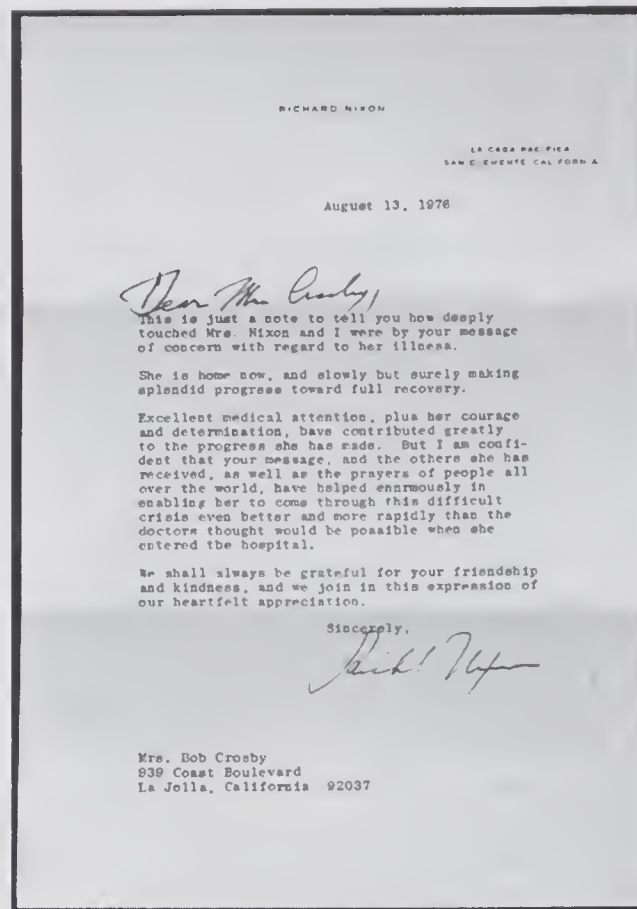 RICHARD NIXON
LA CASA PACIFICA
SAN CLEMENTE CALIFORNIA
August 13, 1976
Dear Mrs Crosby,
This is just a note to tell you how deeply
touched Mrs. Nixon and I were by your message
of concern with regard to her illness.
She is home now, and slowly but surely making
splendid progress toward full recovery.
Excellent medical attention, plus her courage
and determination, have contributed greatly
to the progress she has made. But I am confi-
dent that your message, and the others she has
received, as well as the prayers of people all
over the world, have helped enormously in
enabling her to come through this difficult
crisis even better and more rapidly than the
doctors thought would be possible when she
entered the hospital.
We shall always be grateful for your friendship
and kindness, and we join in this expression of
our heartfelt appreciation.
Sincerely,
Richard Nixon
Mrs. Bob Crosby
939 Coast Boulevard
La Jolla, California 92037